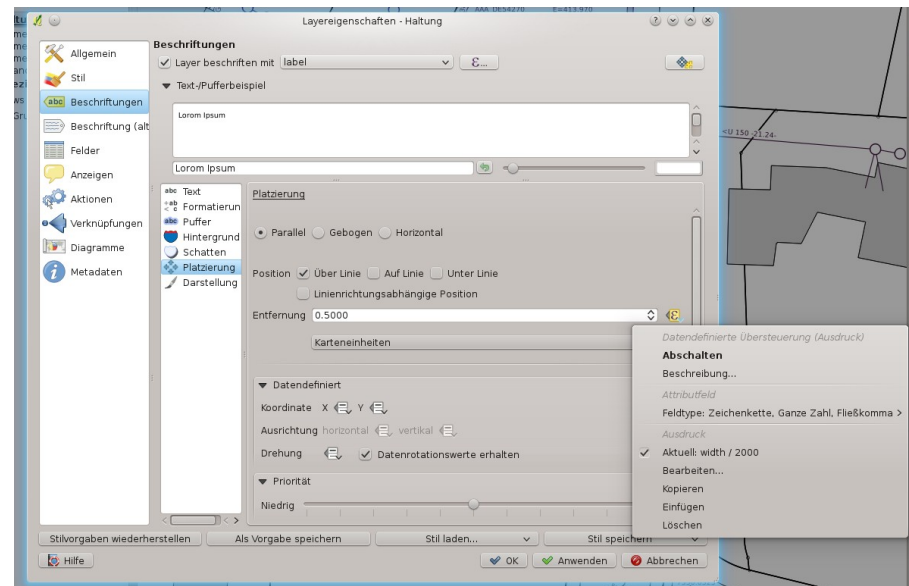 Layereigenschaften - Haltung
Allgemein
Stil
Beschriftungen
Beschriftung (alt
Felder
Anzeigen
Aktionen
Verknüpfungen
Diagramme
Metadaten
Beschriftungen
Layer beschriften mit label
ε...
Text-/Pufferbeispiel
Lorom Ipsum
Lorom Ipsum
Text
Formatierun
Puffer
Hintergrund
Schatten
Platzierung
Darstellung
Platzierung
Parallel Gebogen Horizontal
Position Über Linie Auf Linie Unter Linie
Linienrichtungsabhängige Position
Entfernung 0.5000
Karteneinheiten
Datendefiniert
Koordinate X Y
Ausrichtung horizontal vertikal
Drehung Datenrotationswerte erhalten
Priorität
Niedrig
Datendefinierte Übersteuerung (Ausdruck)
Abschalten
Beschreibung...
Attributfeld
Feldtype: Zeichenkette, Ganze Zahl, Fließkomma >
Ausdruck
Aktuell: width / 2000
Bearbeiten...
Kopieren
Einfügen
Löschen
Stilvorgaben wiederherstellen Als Vorgabe speichern Stil laden... Stil speichern
Hilfe OK Anwenden Abbrechen
<U 150 -21.24-